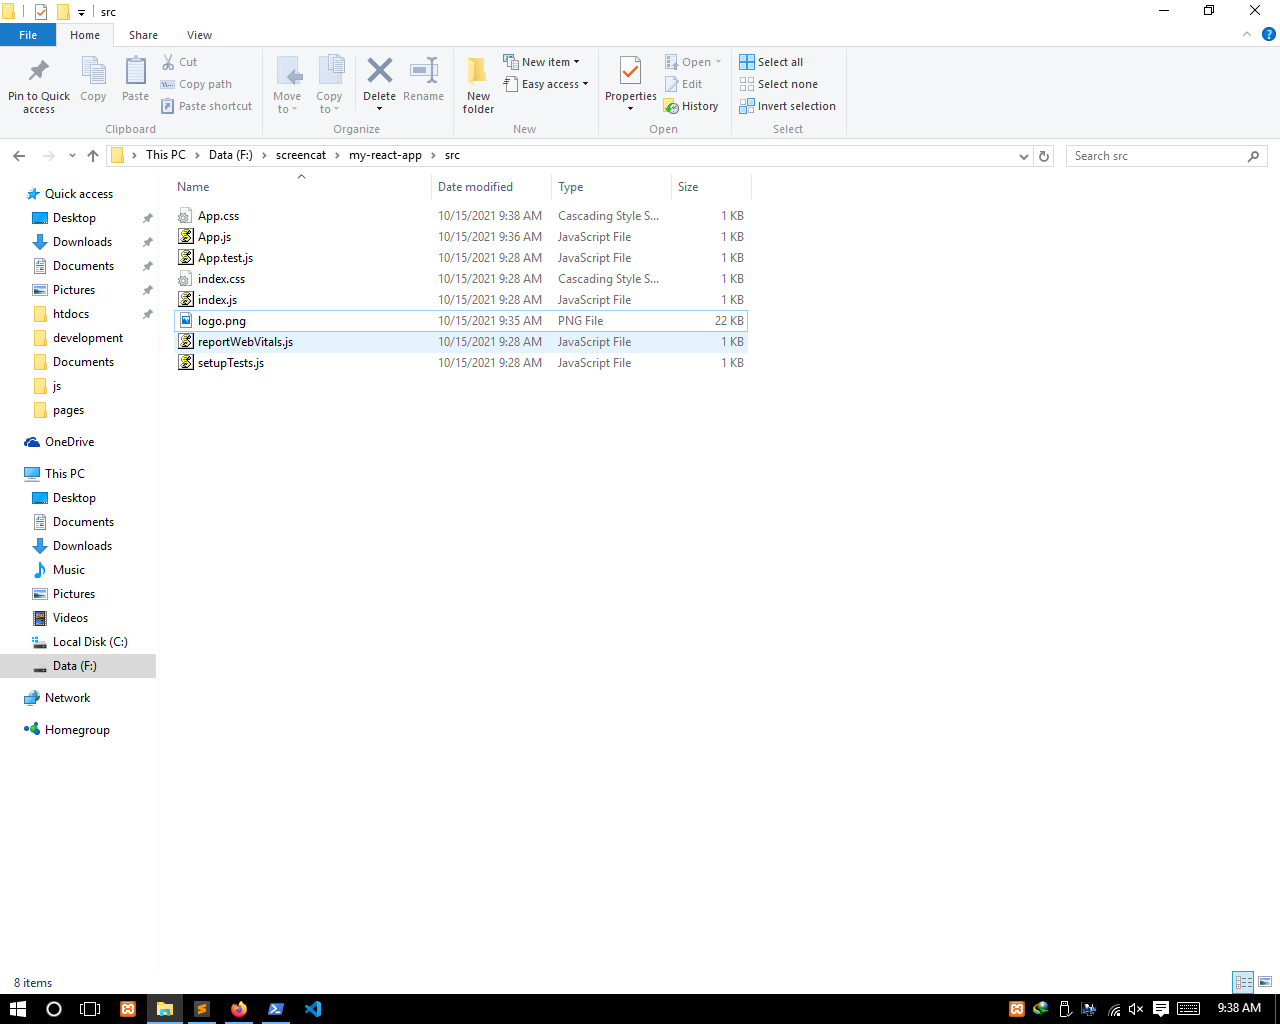 src
File Home Share View
Pin to Quick access
Copy
Paste
Cut
Copy path
Paste shortcut
Clipboard
Move to
Copy to
Delete
Rename
Organize
New folder
New item
Easy access
New
Properties
Open
Edit
History
Open
Select all
Select none
Invert selection
Select
This PC > Data (F:) > screencat > my-react-app > src
Search src
Quick access
Desktop
Downloads
Documents
Pictures
htdocs
development
Documents
js
pages
OneDrive
This PC
Desktop
Documents
Downloads
Music
Pictures
Videos
Local Disk (C:)
Data (F:)
Network
Homegroup
Name Date modified Type Size
App.css 10/15/2021 9:38 AM Cascading Style S... 1 KB
App.js 10/15/2021 9:36 AM JavaScript File 1 KB
App.test.js 10/15/2021 9:28 AM JavaScript File 1 KB
index.css 10/15/2021 9:28 AM Cascading Style S... 1 KB
index.js 10/15/2021 9:28 AM JavaScript File 1 KB
logo.png 10/15/2021 9:35 AM PNG File 22 KB
reportWebVitals.js 10/15/2021 9:28 AM JavaScript File 1 KB
setupTests.js 10/15/2021 9:28 AM JavaScript File 1 KB
8 items
9:38 AM